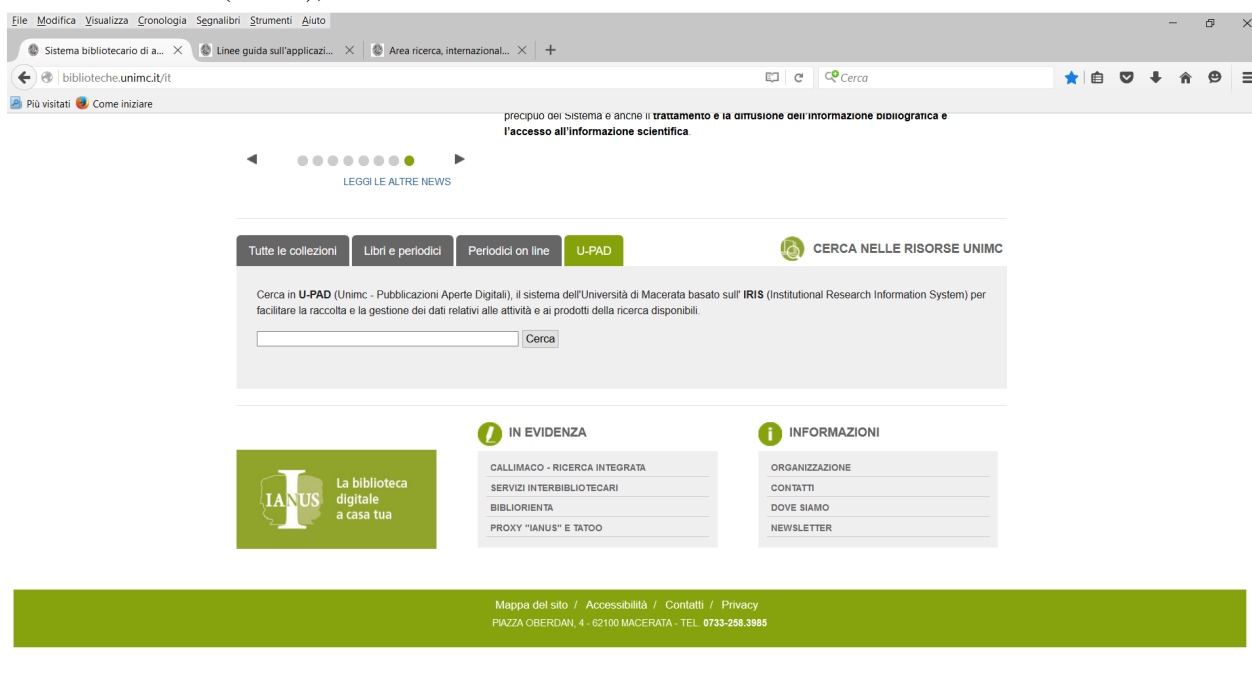 File Modifica Visualizza Cronologia Segnalibri Strumenti Aiuto
Sistema bibliotecario di a... Linee guida sull'applicazi... Area ricerca, internazional...
biblioteche.unimc.it/it Cerca
Più visitati Come iniziare
precipuo del Sistema è anche il trattamento e la diffusione dell'informazione bibliografica e
l'accesso all'informazione scientifica.
LEGGI LE ALTRE NEWS
Tutte le collezioni Libri e periodici Periodici on line U-PAD CERCA NELLE RISORSE UNIMC
Cerca in U-PAD (Unimc - Pubblicazioni Aperte Digitali), il sistema dell'Università di Macerata basato sull' IRIS (Institutional Research Information System) per
facilitare la raccolta e la gestione dei dati relativi alle attività e ai prodotti della ricerca disponibili.
Cerca
IANUS
La biblioteca
digitale
a casa tua
IN EVIDENZA
CALLIMACO - RICERCA INTEGRATA
SERVIZI INTERBIBLIOTECARI
BIBLIORIENTA
PROXY "IANUS" E TATOO
INFORMAZIONI
ORGANIZZAZIONE
CONTATTI
DOVE SIAMO
NEWSLETTER
Mappa del sito / Accessibilità / Contatti / Privacy
PIAZZA OBERDAN, 4 - 62100 MACERATA - TEL. 0733-258.3985